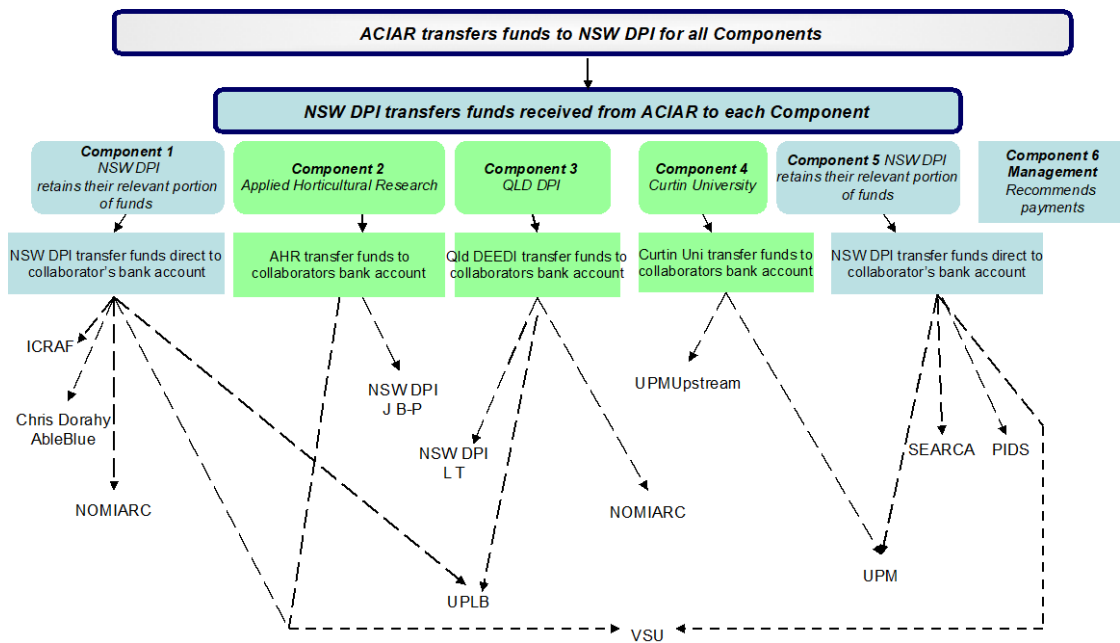 ACIAR transfers funds to NSW DPI for all Components
NSW DPI transfers funds received from ACIAR to each Component
Component 1
NSW DPI
retains their relevant portion
of funds
Component 2
Applied Horticultural Research
Component 3
QLD DPI
Component 4
Curtin University
Component 5 NSW DPI
retains their relevant portion
of funds
Component 6
Management
Recommends
payments
NSW DPI transfer funds direct to
collaborator's bank account
AHR transfer funds to
collaborators bank account
Qld DEEDI transfer funds to
collaborators bank account
Curtin Uni transfer funds to
collaborators bank account
NSW DPI transfer funds direct to
collaborator's bank account
ICRAF
Chris Dorahy
AbleBlue
NOMIARC
NSW DPI
J B-P
NSW DPI
L T
NOMIARC
UPMUpstream
SEARCA
PIDS
UPLB
UPM
VSU